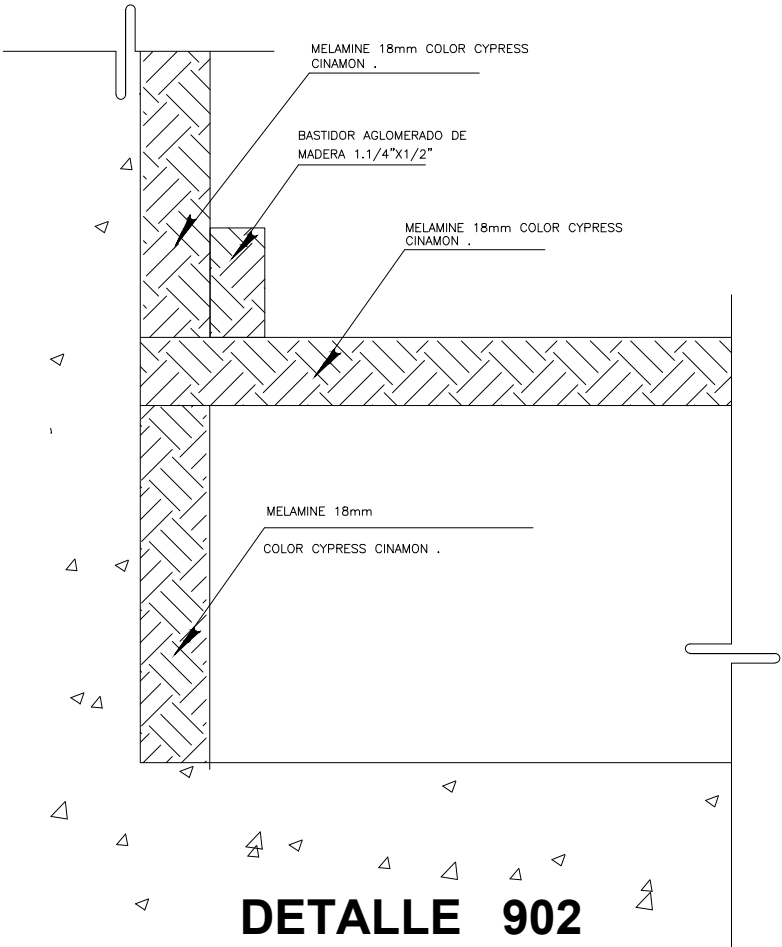 MELAMINE 18mm COLOR CYPRESS
CINAMON .
BASTIDOR AGLOMERADO DE
MADERA 1.1/4"X1/2"
MELAMINE 18mm COLOR CYPRESS
CINAMON .
MELAMINE 18mm
COLOR CYPRESS CINAMON .
DETALLE 902